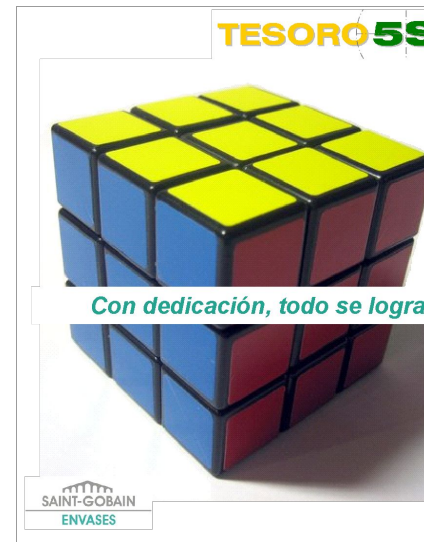 TESORO 5S
Con dedicación, todo se logra
SAINT-GOBAIN
ENVASES